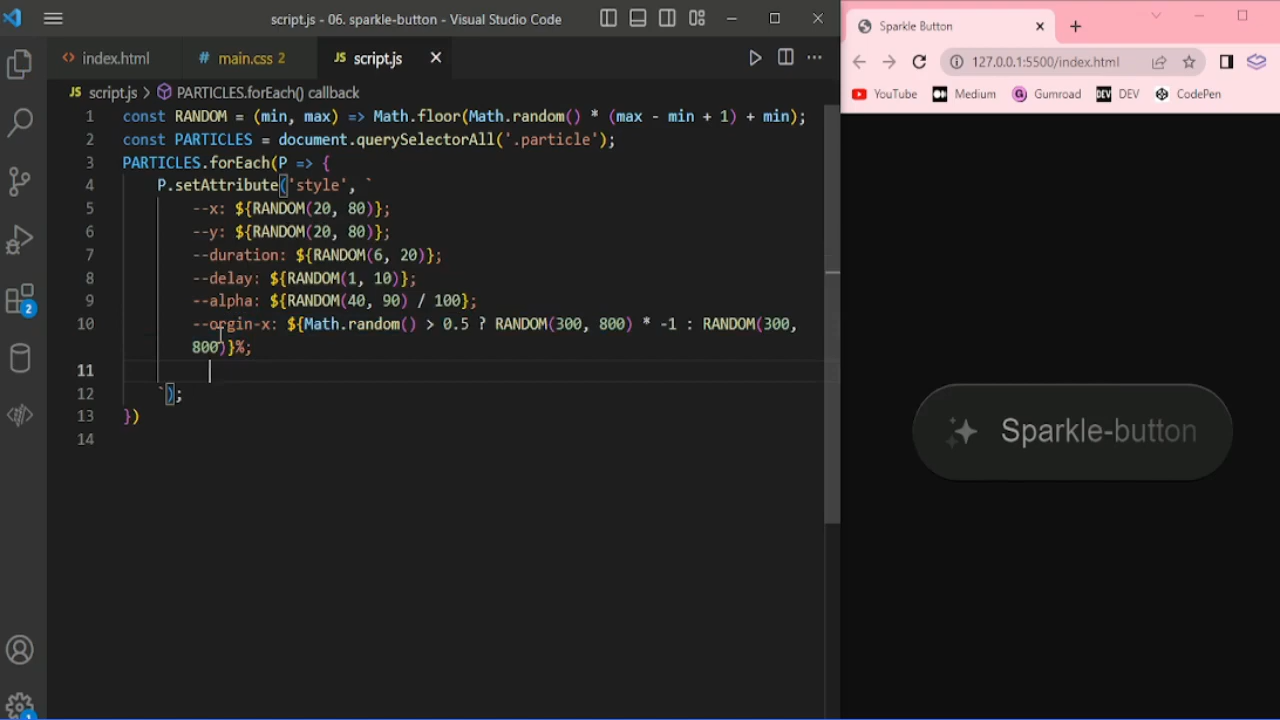 script.js - 06. sparkle-button - Visual Studio Code
index.html
main.css 2
JS script.js
JS script.js > PARTICLES.forEach() callback
1 const RANDOM = (min, max) => Math.floor(Math.random() * (max - min + 1) + min);
2 const PARTICLES = document.querySelectorAll('.particle');
3 PARTICLES.forEach(P => {
4 P.setAttribute('style', `
5 --x: ${RANDOM(20, 80)};
6 --y: ${RANDOM(20, 80)};
7 --duration: ${RANDOM(6, 20)};
8 --delay: ${RANDOM(1, 10)};
9 --alpha: ${RANDOM(40, 90) / 100};
10 --orgin-x: ${Math.random() > 0.5 ? RANDOM(300, 800) * -1 : RANDOM(300,
800)}%;
11
12 `);
13 })
14
2
1
Sparkle Button
127.0.0.1:5500/index.html
YouTube
Medium
G Gumroad
DEV DEV
CodePen
Sparkle-button